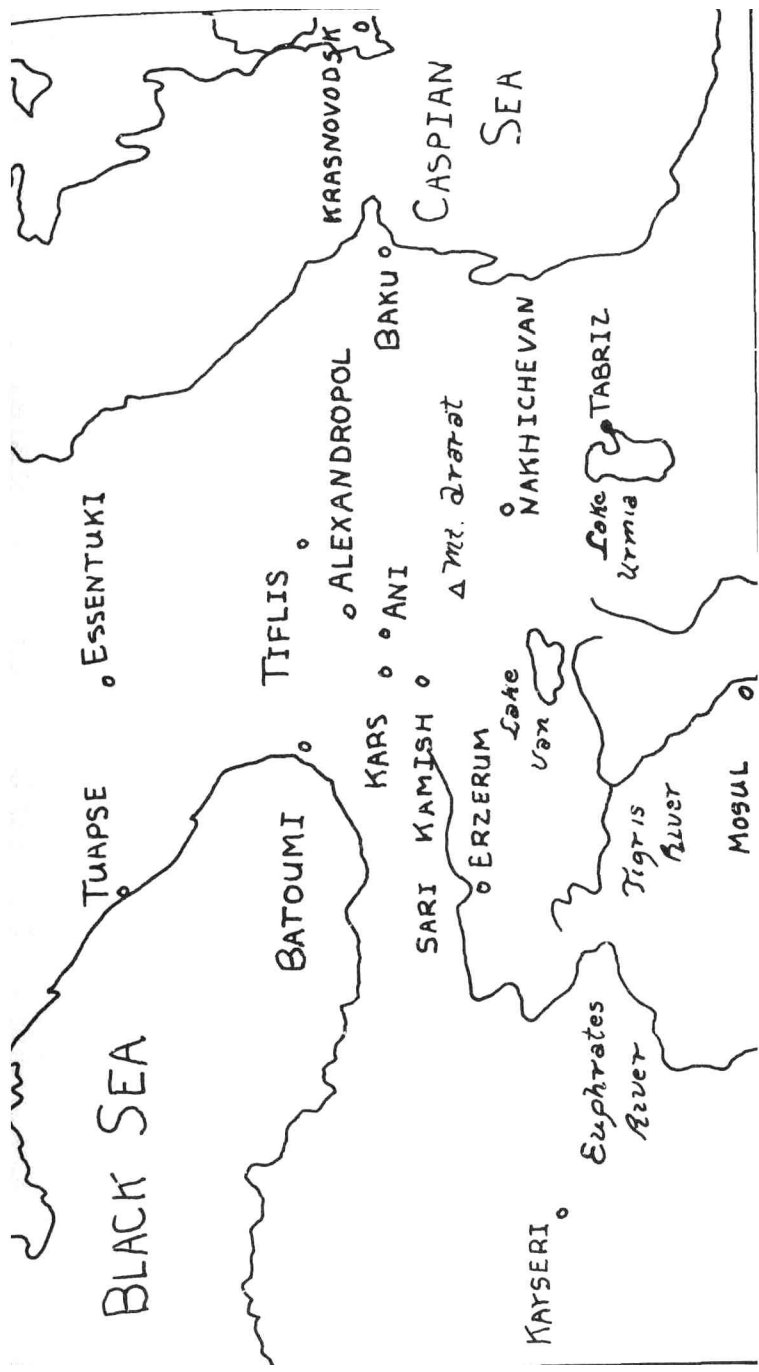 BLACK SEA
TUAPSE
ESSENTUKI
BATOUMI
TIFLIS
ALEXANDROPOL
KRASNOVODSK
KARS
ANI
BAKU
SARI KAMISH
Mt. Ararat
CASPIAN
SEA
ERZERUM
Lake
Van
NAKHICHEVAN
KAYSERI
Euphrates
River
Tigris
River
Lake
Urmia
TABRIZ
MOSUL